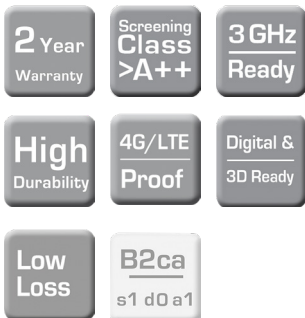 2 Year
Warranty
Screening
Class
>A++
3 GHz
Ready
High
Durability
4G/LTE
Proof
Digital &
3D Ready
Low
Loss
B2ca
s1 d0 a1